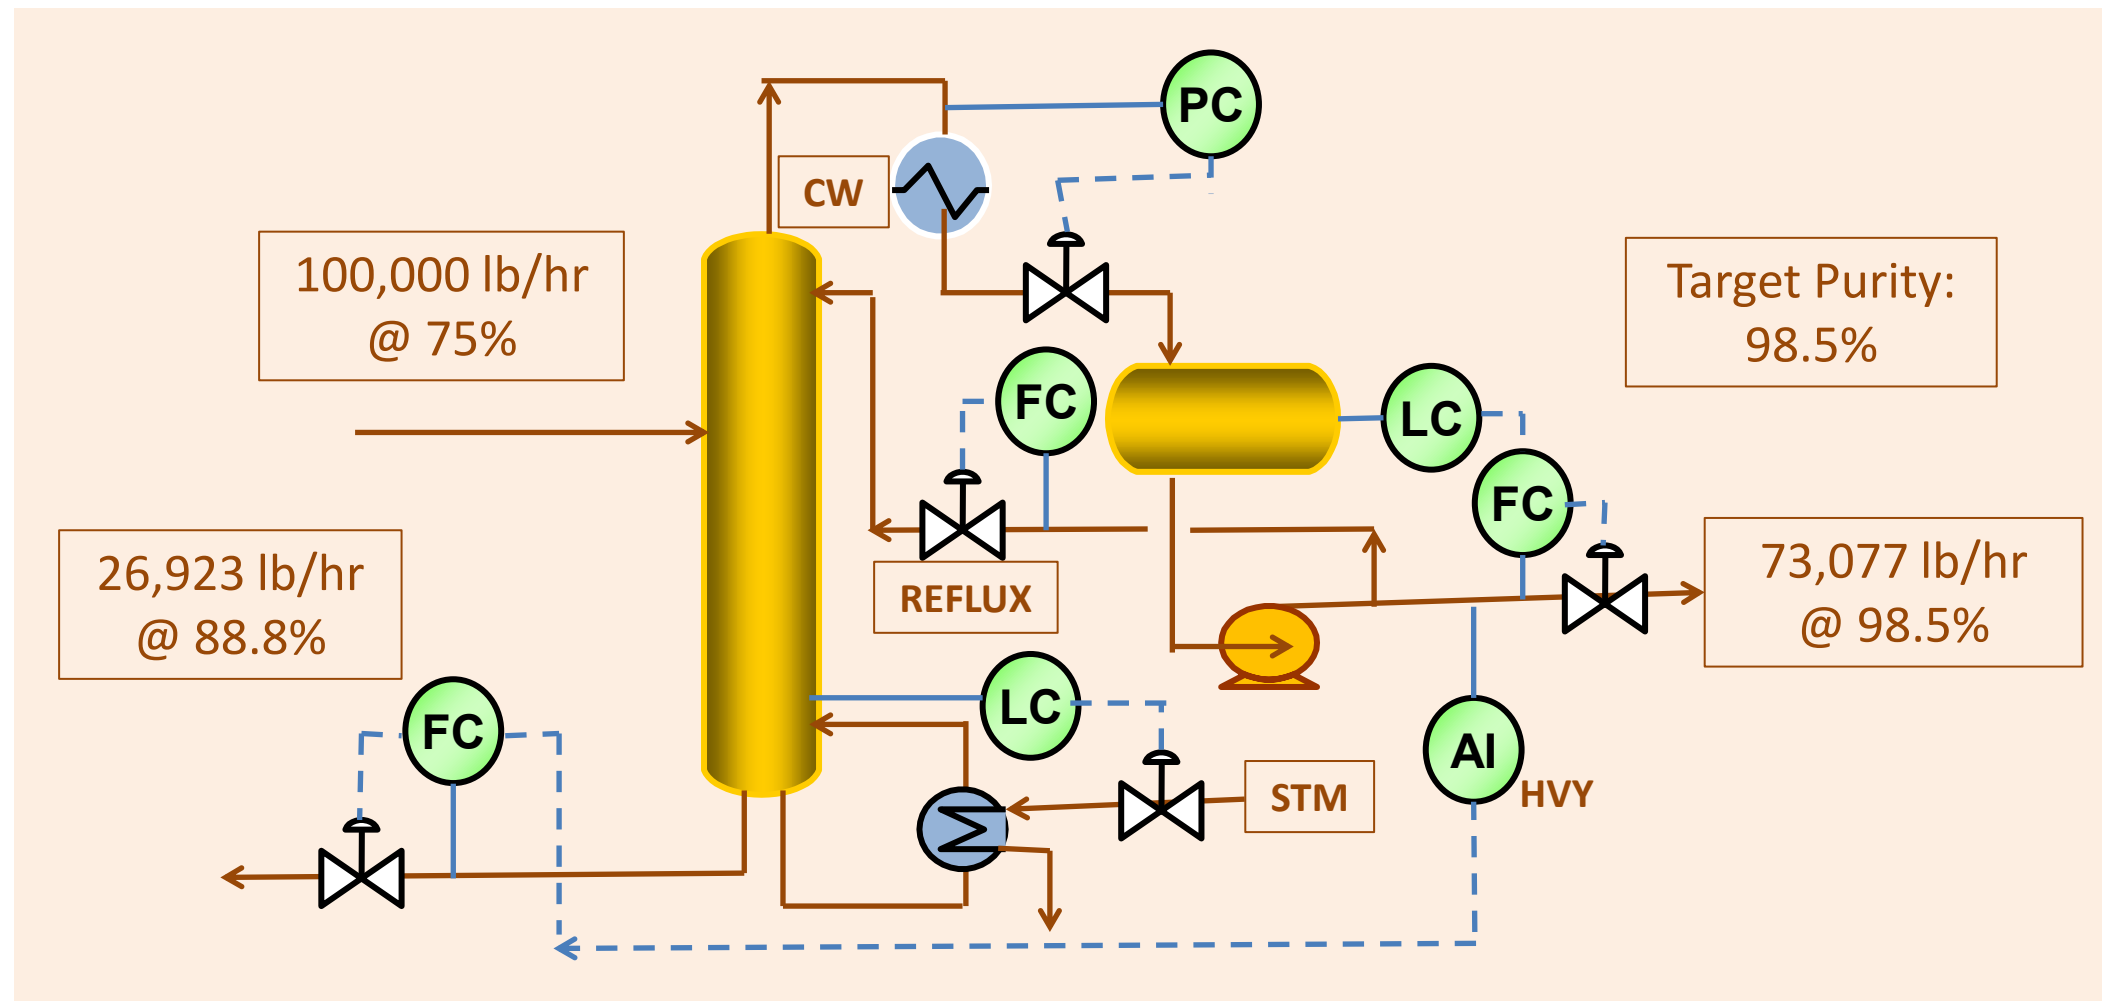 PC
CW
100,000 lb/hr
@ 75%
Target Purity:
98.5%
FC
LC
FC
26,923 lb/hr
@ 88.8%
REFLUX
73,077 lb/hr
@ 98.5%
FC
LC
AI
HVY
STM